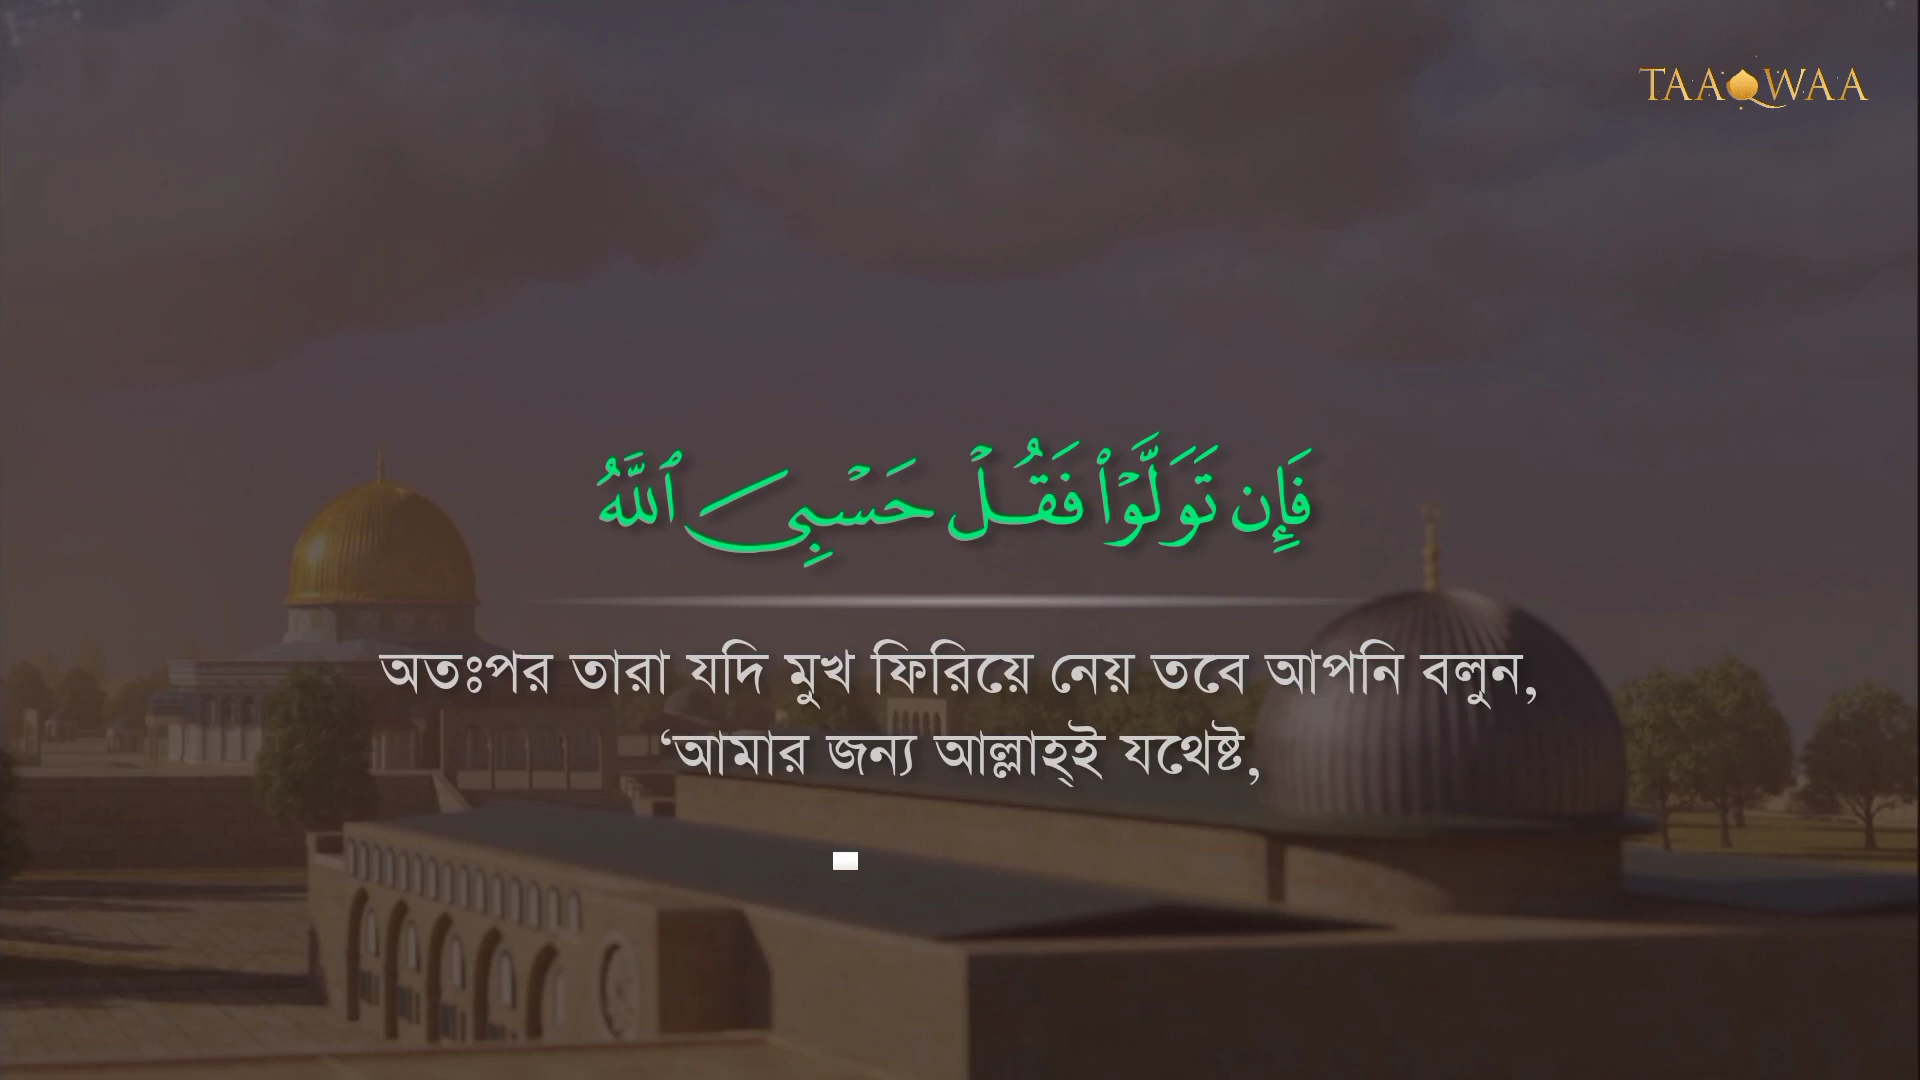 TAAQWAA
فَإِن تَوَلَّوۡاْ فَقُلۡ حَسۡبِيَ ٱللَّهُ
অতঃপর তারা যদি মুখ ফিরিয়ে নেয় তবে আপনি বলুন,
‘আমার জন্য আল্লাহ্‌ই যথেষ্ট,